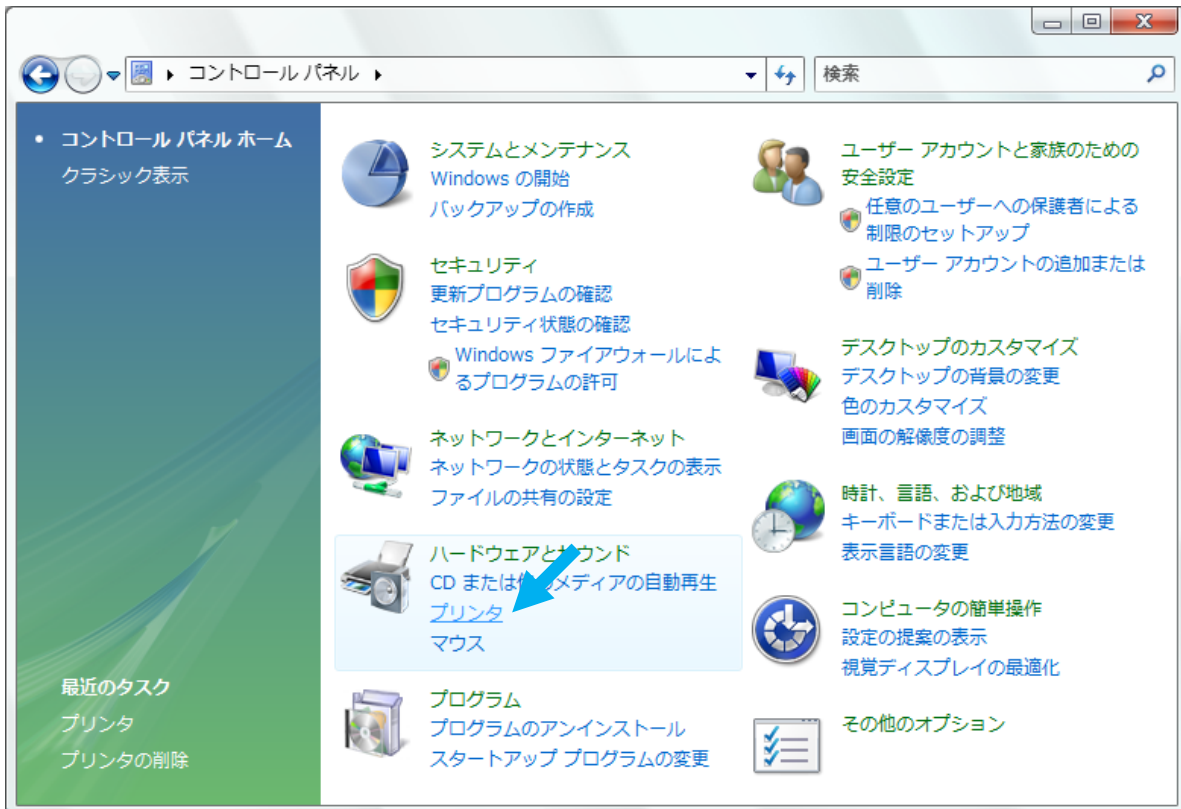 コントロール パネル
検索
コントロール パネル ホーム
クラシック表示
最近のタスク
プリンタ
プリンタの削除
システムとメンテナンス
Windows の開始
バックアップの作成
セキュリティ
更新プログラムの確認
セキュリティ状態の確認
Windows ファイアウォールによ
るプログラムの許可
ネットワークとインターネット
ネットワークの状態とタスクの表示
ファイルの共有の設定
ハードウェアとサウンド
CD または他のメディアの自動再生
プリンタ
マウス
プログラム
プログラムのアンインストール
スタートアップ プログラムの変更
ユーザー アカウントと家族のための
安全設定
任意のユーザーへの保護者による
制限のセットアップ
ユーザー アカウントの追加または
削除
デスクトップのカスタマイズ
デスクトップの背景の変更
色のカスタマイズ
画面の解像度の調整
時計、言語、および地域
キーボードまたは入力方法の変更
表示言語の変更
コンピュータの簡単操作
設定の提案の表示
視覚ディスプレイの最適化
その他のオプション